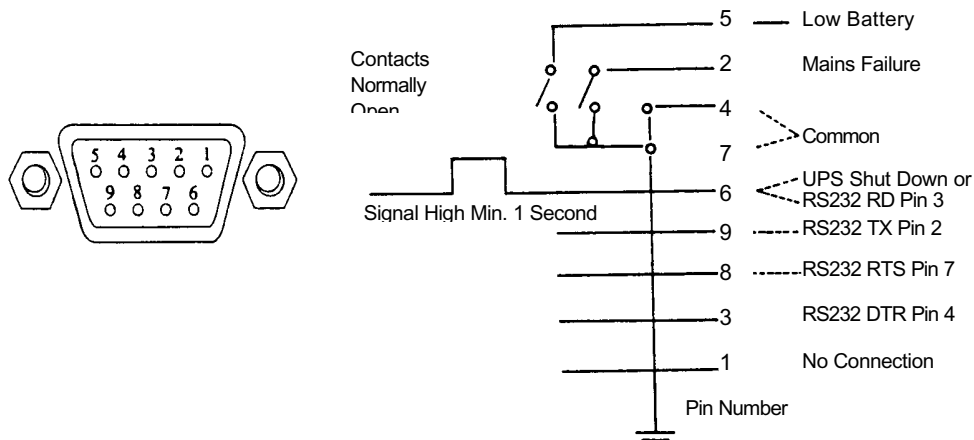 5 Low Battery
Contacts
Normally
Open
2 Mains Failure
4
Common
7
5 4 3 2 1
9 8 7 6
Signal High Min. 1 Second
6 UPS Shut Down or
RS232 RD Pin 3
9 RS232 TX Pin 2
8 RS232 RTS Pin 7
3 RS232 DTR Pin 4
1 No Connection
Pin Number